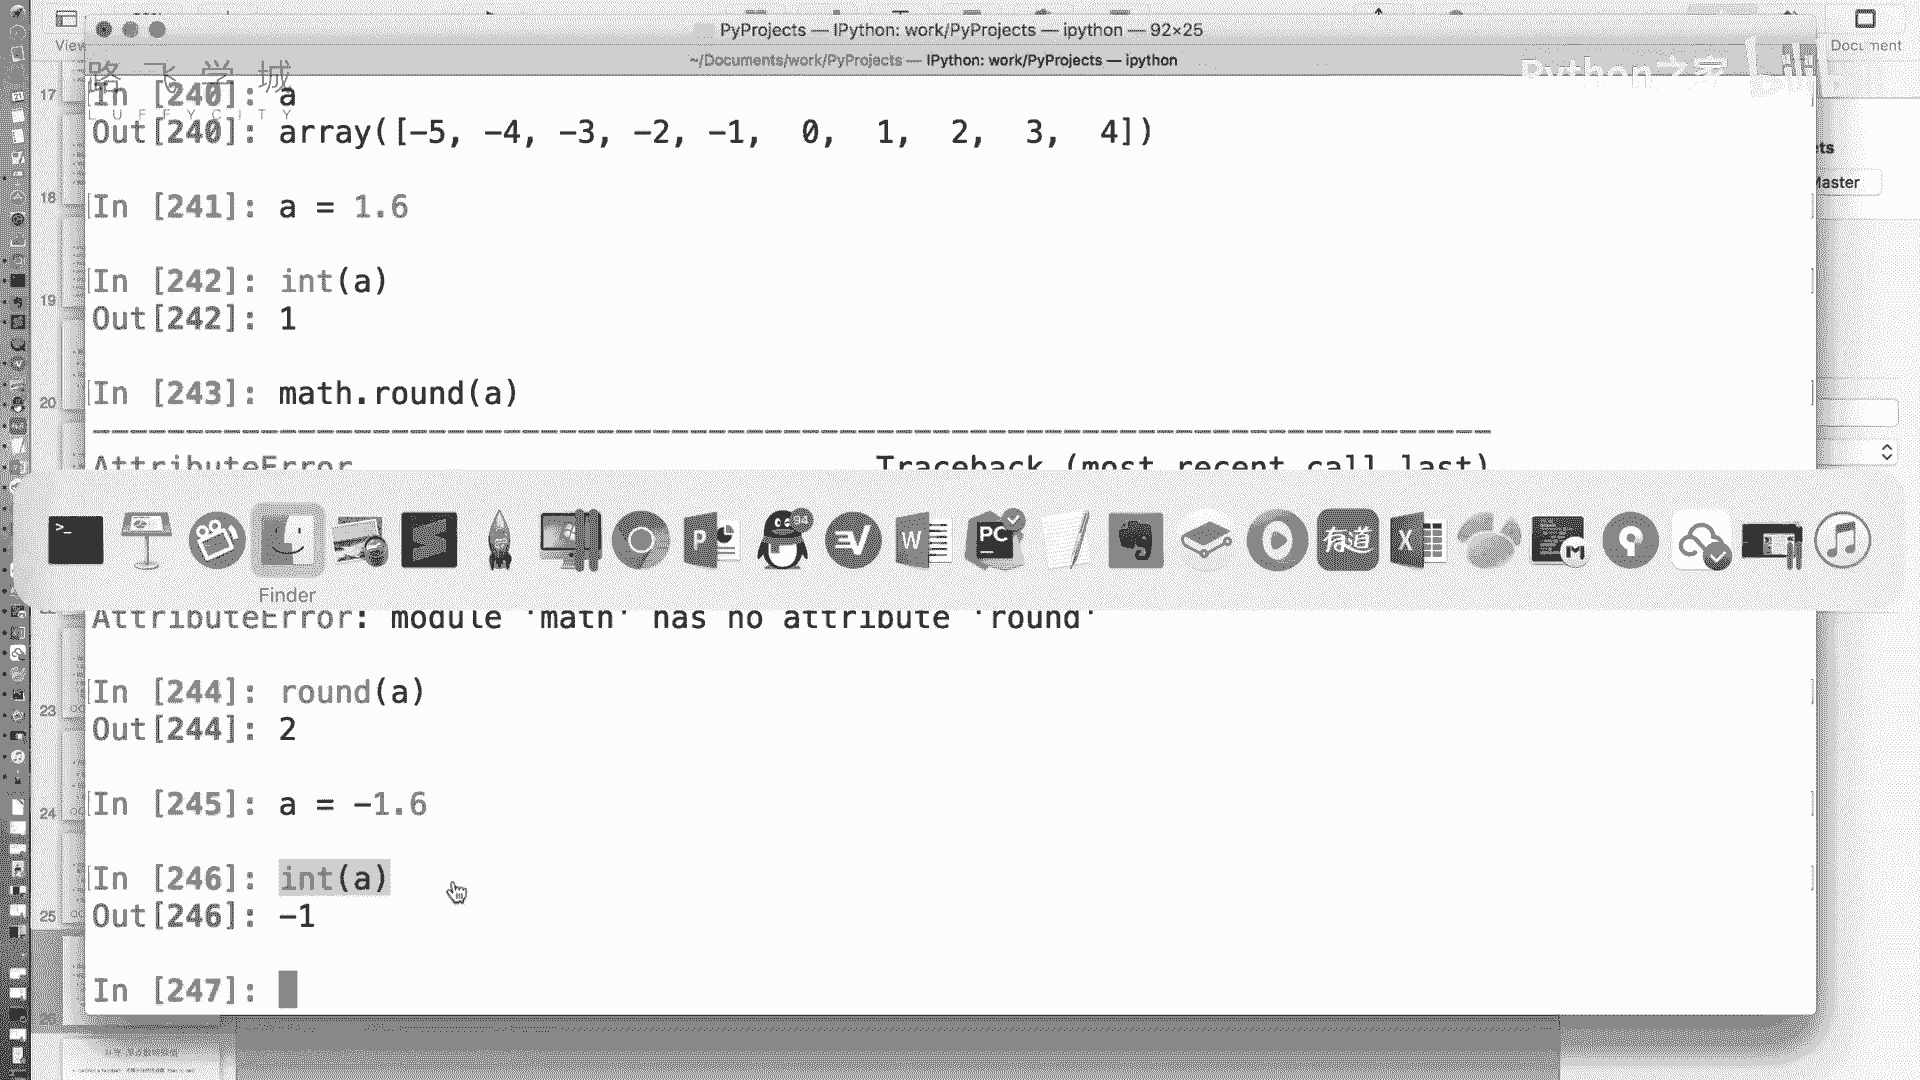 PyProjects — IPython: work/PyProjects — ipython — 92×25
View
Document
~/Documents/work/PyProjects — IPython: work/PyProjects — ipython
路飞学城
LUFFYCITY
Python之家
17
In [240]: a
Out[240]: array([-5, -4, -3, -2, -1,  0,  1,  2,  3,  4])
Master
18
In [241]: a = 1.6
In [242]: int(a)
19
Out[242]: 1
In [243]: math.round(a)
20
AttributeError                            Traceback (most recent call last)
94
PC
有道
Finder
AttributeError: module 'math' has no attribute 'round'
In [244]: round(a)
23
Out[244]: 2
In [245]: a = -1.6
24
In [246]: int(a)
25
Out[246]: -1
In [247]: